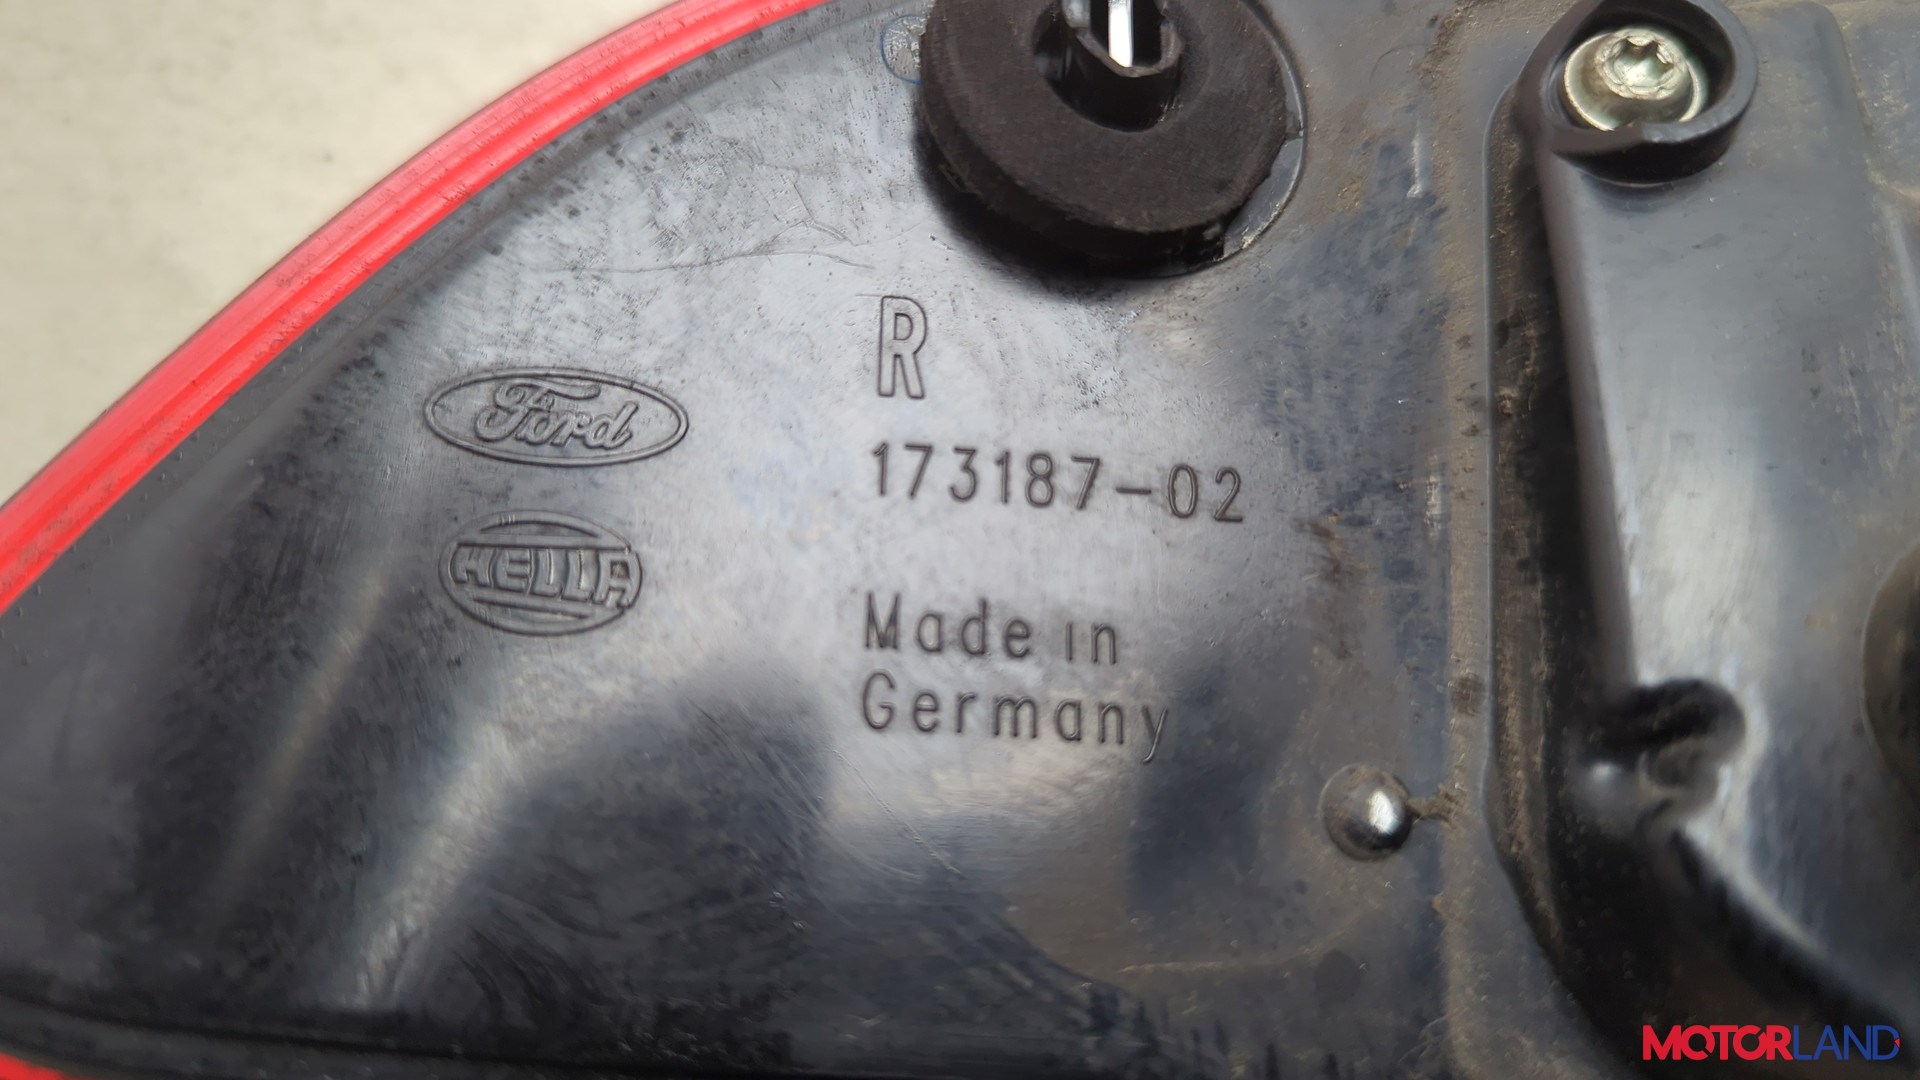 R
Ford
173187-02
HELLA
Made in
Germany
MOTORLAND